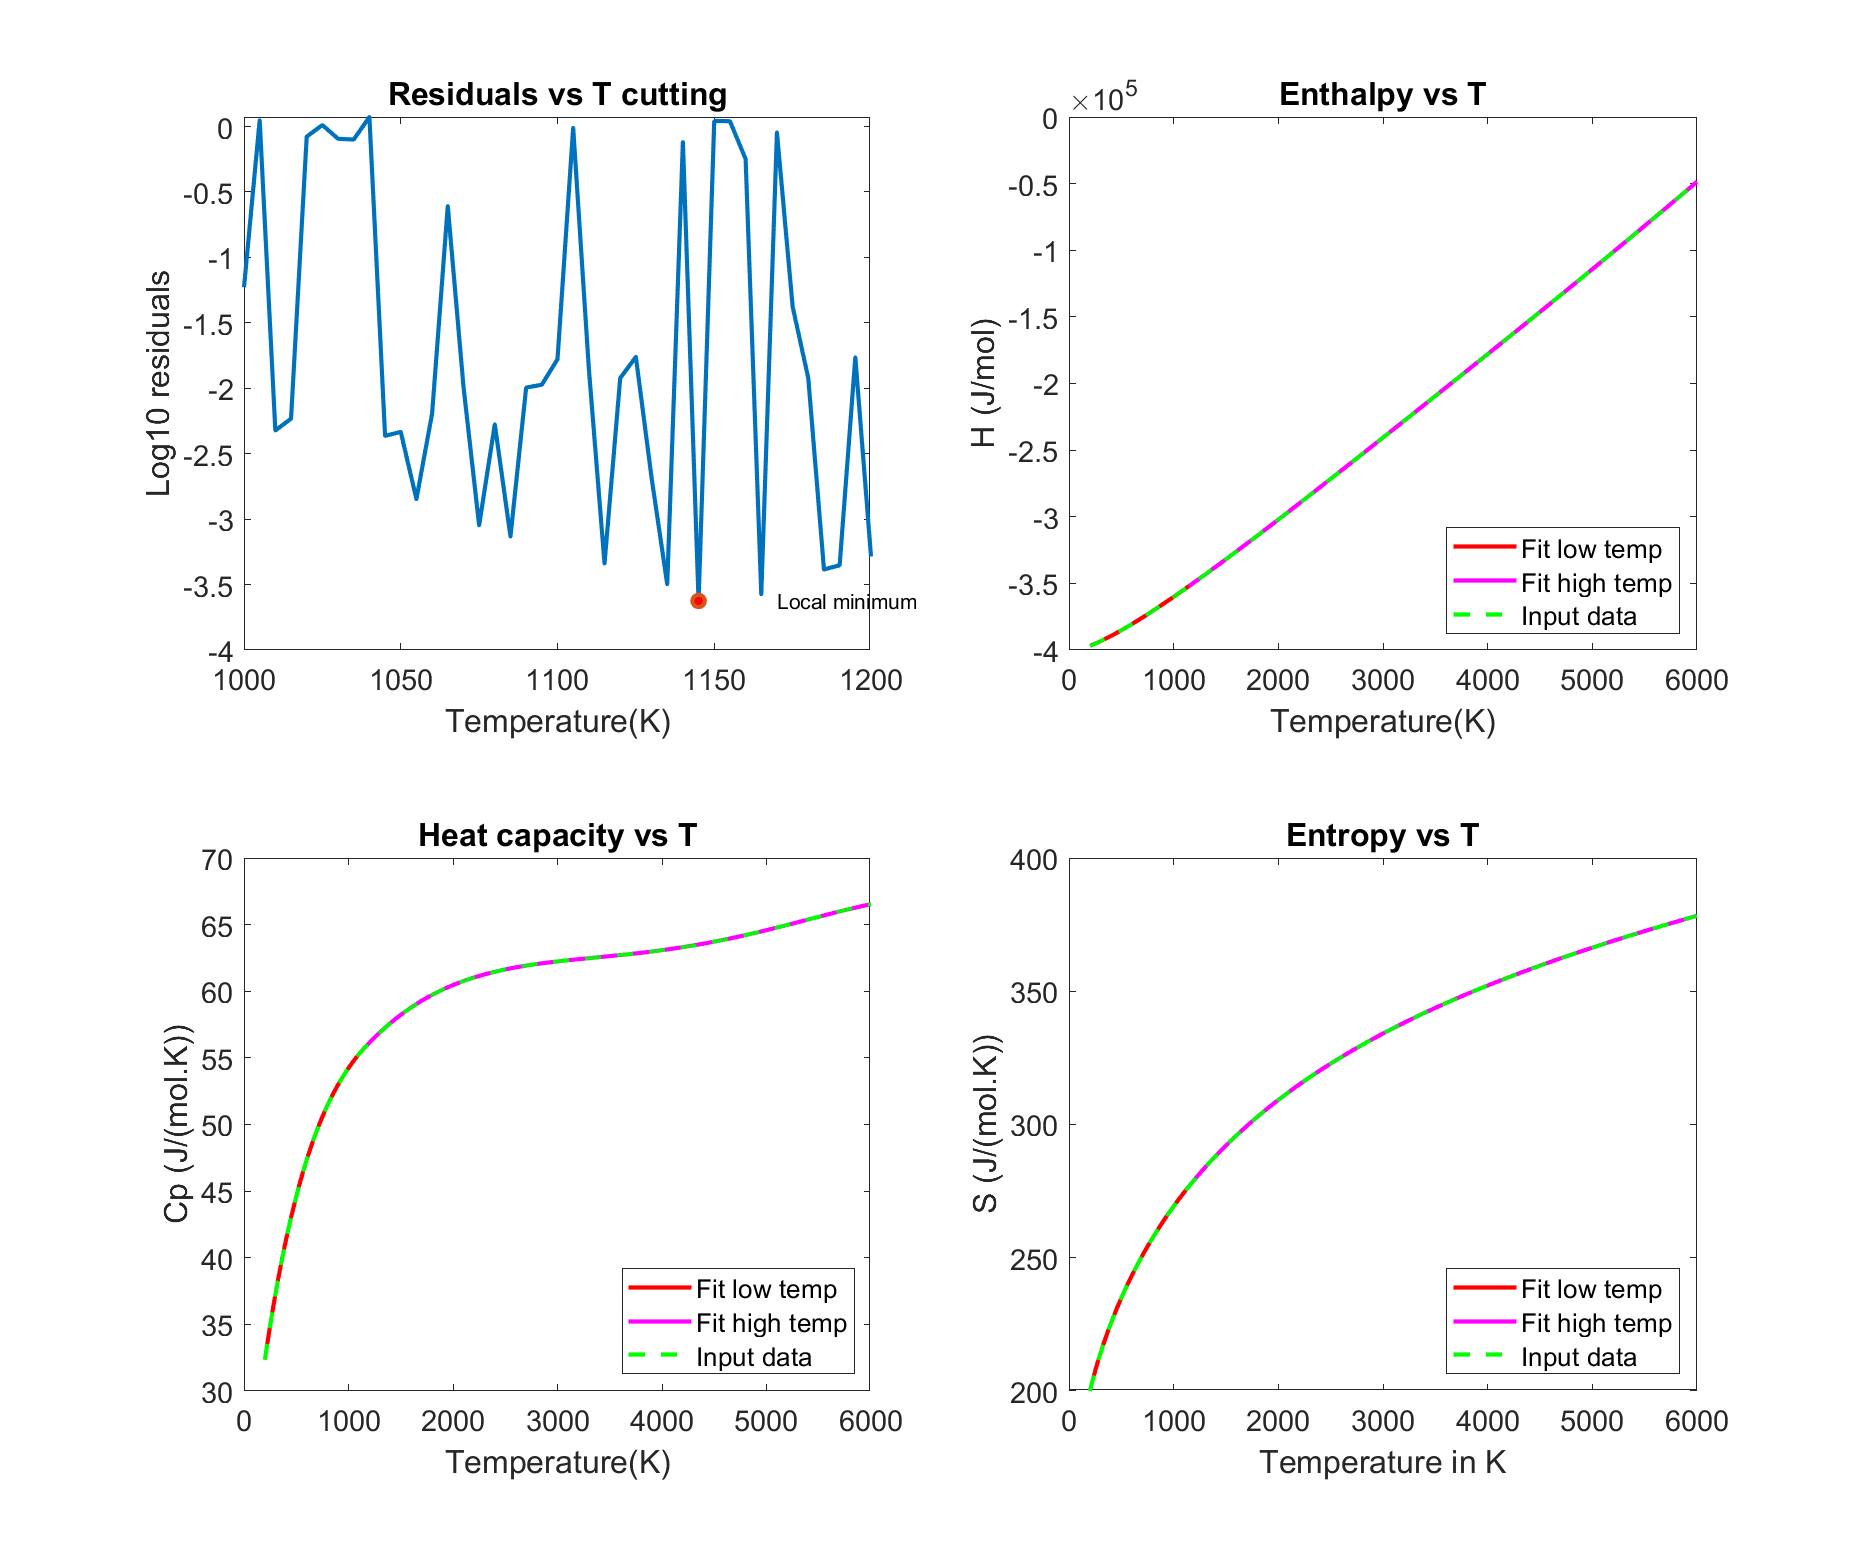 Residuals vs T cutting
0
-0.5
-1
-1.5
-2
-2.5
-3
-3.5
-4
Log10 residuals
Local minimum
1000 1050 1100 1150 1200
Temperature(K)
Enthalpy vs T
×10^5
0
-0.5
-1
-1.5
-2
-2.5
-3
-3.5
-4
H (J/mol)
Fit low temp
Fit high temp
Input data
0 1000 2000 3000 4000 5000 6000
Temperature(K)
Heat capacity vs T
70
65
60
55
50
45
40
35
30
Cp (J/(mol.K))
Fit low temp
Fit high temp
Input data
0 1000 2000 3000 4000 5000 6000
Temperature(K)
Entropy vs T
400
350
300
250
200
S (J/(mol.K))
Fit low temp
Fit high temp
Input data
0 1000 2000 3000 4000 5000 6000
Temperature in K